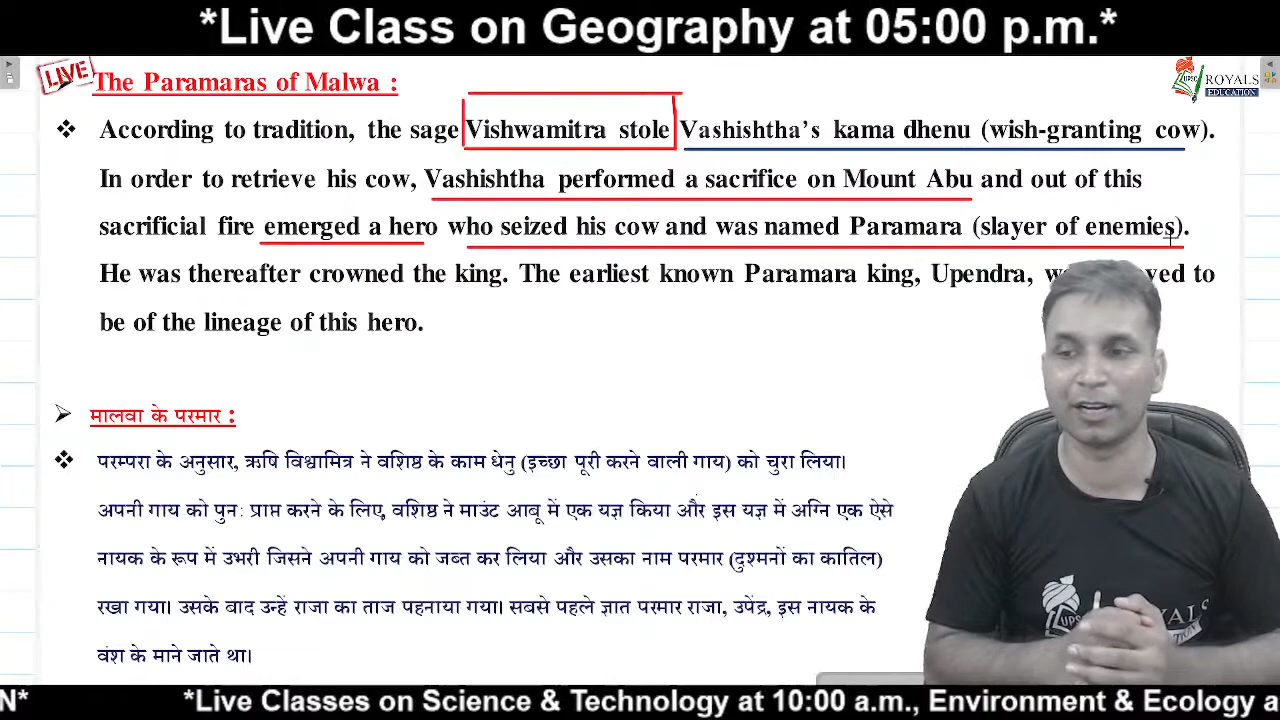 *Live Class on Geography at 05:00 p.m.*
LIVE
The Paramaras of Malwa :
ROYALS
EDUCATION
According to tradition, the sage Vishwamitra stole Vashishtha's kama dhenu (wish-granting cow).
In order to retrieve his cow, Vashishtha performed a sacrifice on Mount Abu and out of this
sacrificial fire emerged a hero who seized his cow and was named Paramara (slayer of enemies).
He was thereafter crowned the king. The earliest known Paramara king, Upendra, to
be of the lineage of this hero.
मालवा के परमार :
परम्परा के अनुसार, ऋषि विश्वामित्र ने वशिष्ठ के काम धेनु (इच्छा पूरी करने वाली गाय) को चुरा लिया।
अपनी गाय को पुन: प्राप्त करने के लिए, वशिष्ठ ने माउंट आबू में एक यज्ञ किया और इस यज्ञ में अग्नि एक ऐसे
नायक के रूप में उभरी जिसने अपनी गाय को जब्त कर लिया और उसका नाम परमार (दुश्मनों का कातिल)
रखा गया। उसके बाद उन्हें राजा का ताज पहनाया गया। सबसे पहले ज्ञात परमार राजा, उपेंद्र, इस नायक के
वंश के माने जाते था।
UPSC
N* *Live Classes on Science & Technology at 10:00 a.m., Environment & Ecology a